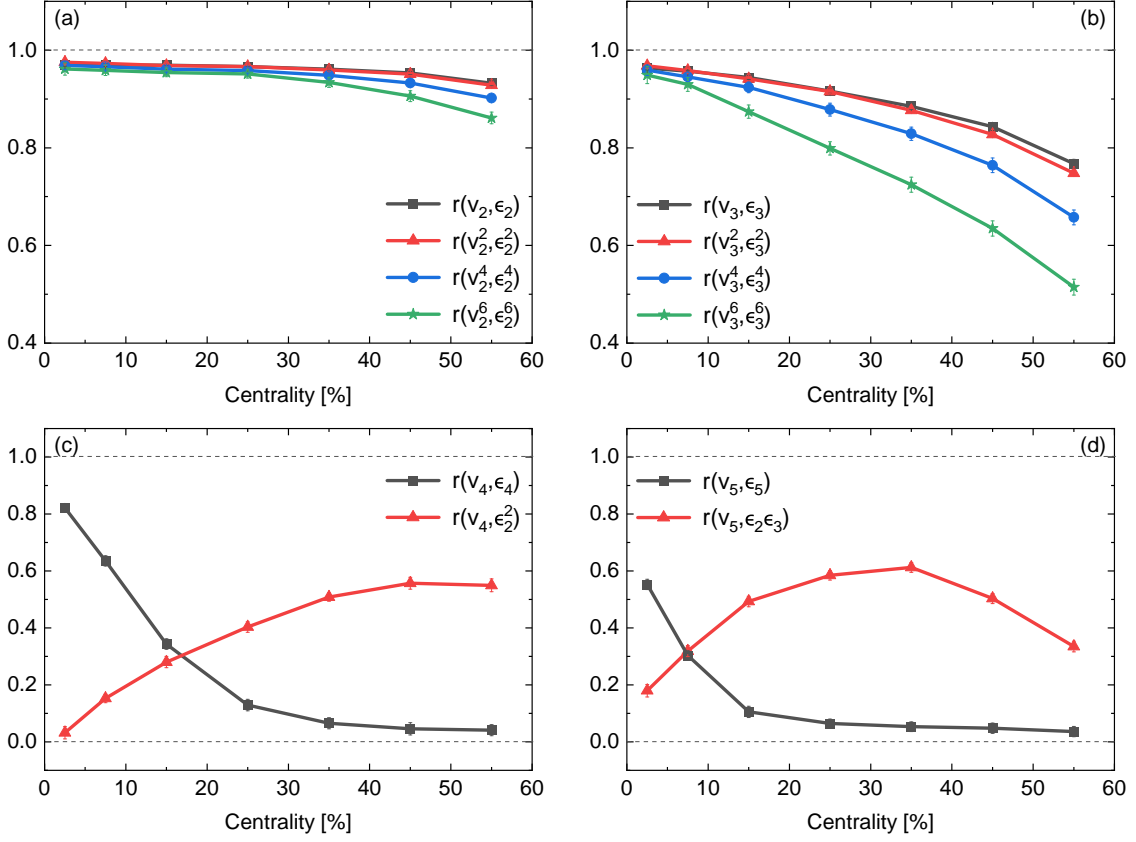 (a)
1.0
0.8
0.6
0.4
r(v₂,ϵ₂)
r(v₂²,ϵ₂²)
r(v₂⁴,ϵ₂⁴)
r(v₂⁶,ϵ₂⁶)
0 10 20 30 40 50 60
Centrality [%]
(b)
1.0
0.8
0.6
0.4
r(v₃,ϵ₃)
r(v₃²,ϵ₃²)
r(v₃⁴,ϵ₃⁴)
r(v₃⁶,ϵ₃⁶)
0 10 20 30 40 50 60
Centrality [%]
(c)
1.0
0.8
0.6
0.4
0.2
0.0
r(v₄,ϵ₄)
r(v₄,ϵ₂²)
0 10 20 30 40 50 60
Centrality [%]
(d)
1.0
0.8
0.6
0.4
0.2
0.0
r(v₅,ϵ₅)
r(v₅,ϵ₂ϵ₃)
0 10 20 30 40 50 60
Centrality [%]